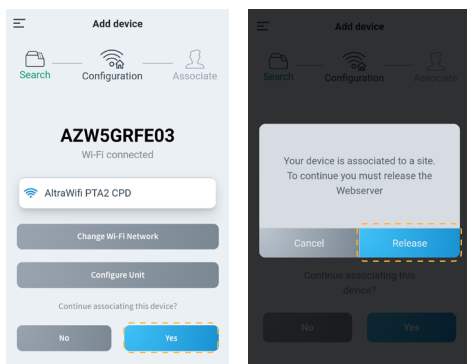 Add device
Search
Configuration
Associate
AZW5GRFE03
Wi-Fi connected
AltraWifi PTA2 CPD
Change Wi-Fi Network
Configure Unit
Continue associating this device?
No
Yes
Add device
Search
Configuration
Associate
Your device is associated to a site.
To continue you must release the
Webserver
Cancel
Release
Continue associating this
device?
No
Yes